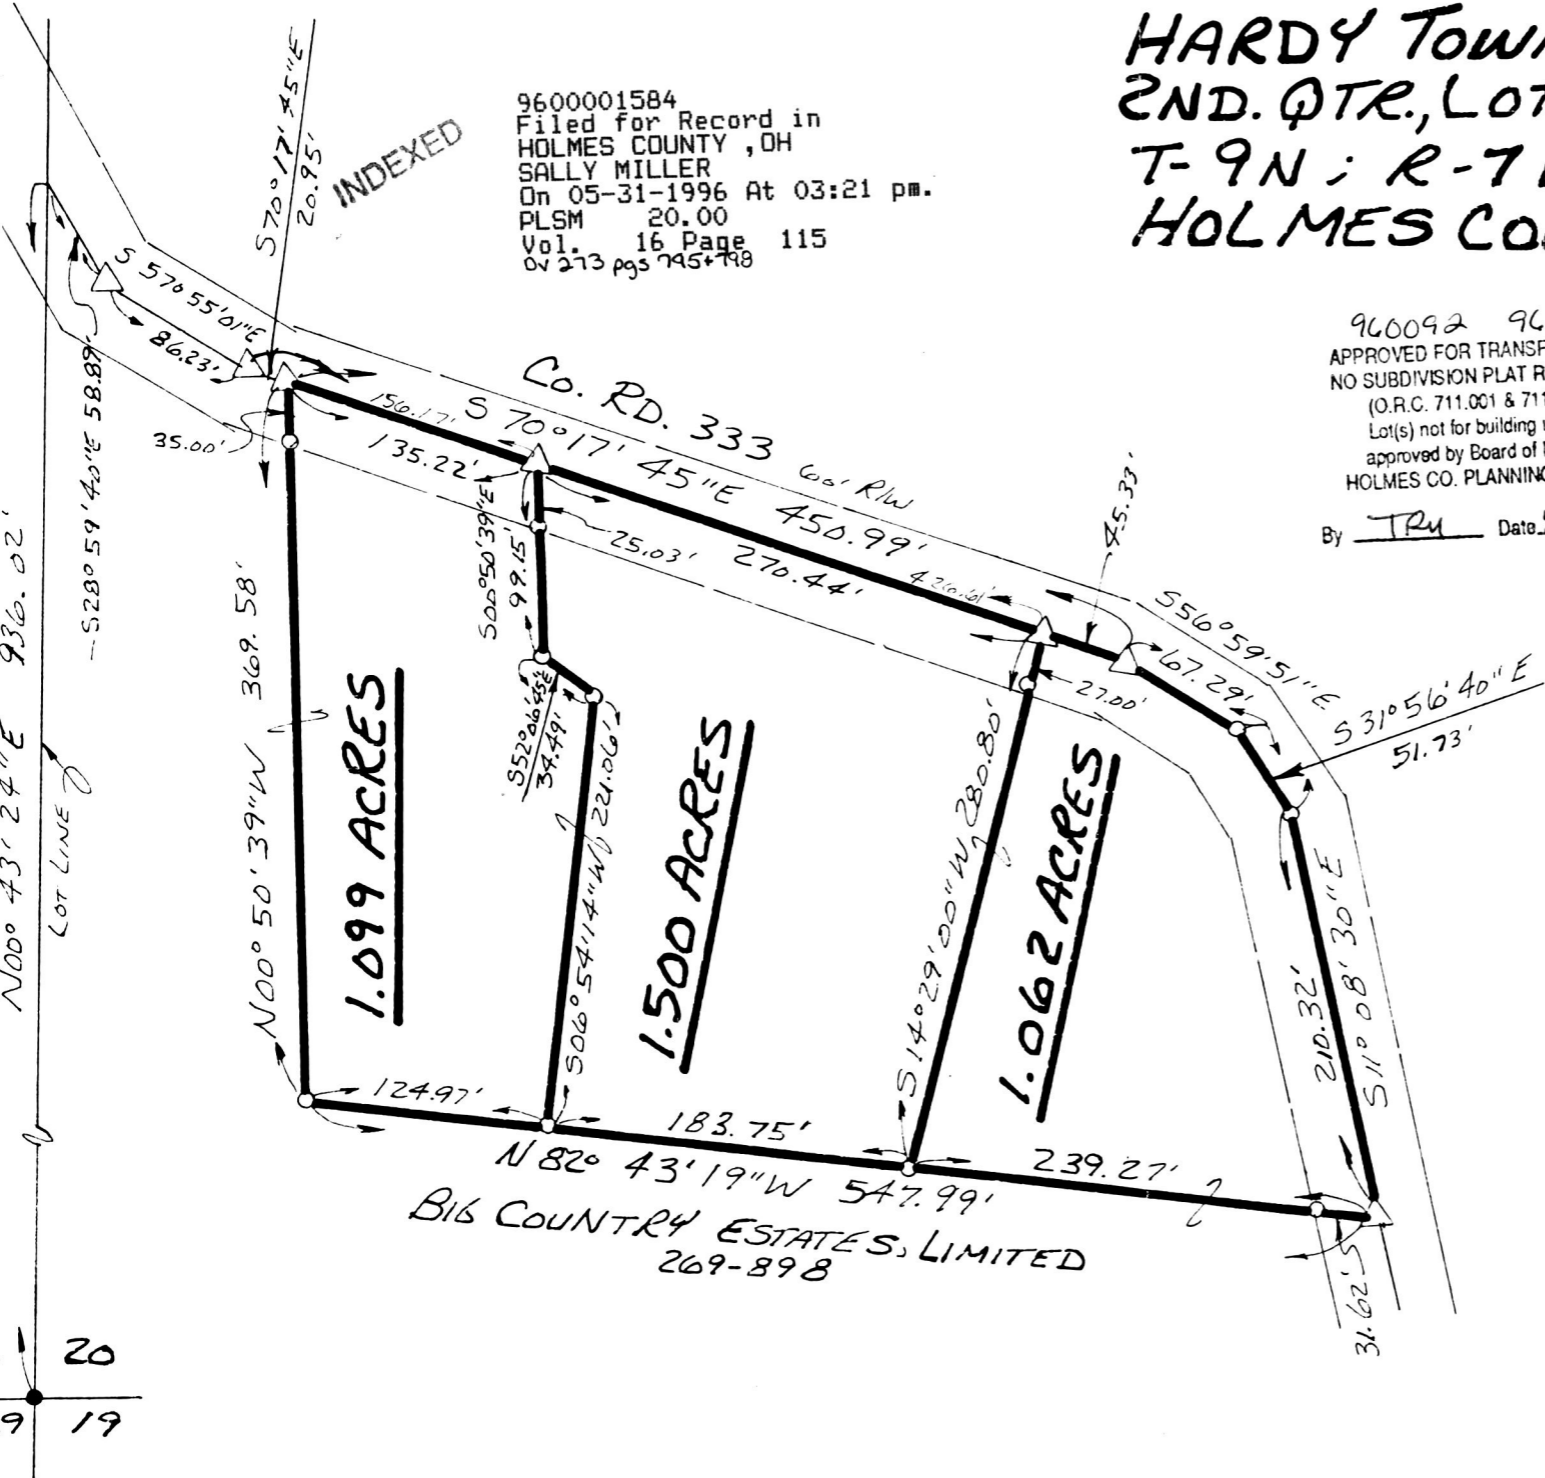 HARDY TOW
2ND. QTR., LOT
T-9N ; R-7
HOLMES CO
9600001584
Filed for Record in
HOLMES COUNTY ,OH
SALLY MILLER
On 05-31-1996 At 03:21 pm.
PLSM 20.00
Vol. 16 Page 115
OV 273 pgs 795+798
INDEXED
S70°17'45"E
20.95'
S 57° 55'01"E
86.23'
S28° 59'40"E 58.89'
35.00'
960092 96
APPROVED FOR TRANSF
NO SUBDIVISION PLAT R
(O.R.C. 711.001 & 711
Lot(s) not for building
approved by Board of
HOLMES CO. PLANNING
By TRM Date
Co. RD. 333 60' R/W
156.17' S 70°17' 45"E 450.99'
135.22' 270.44' 426.61'
45.33'
S00°50'39"E
99.15'
25.03'
27.00'
S56°59'51"E
67.29'
S 31°56'40" E
51.73'
S52°06'45"E
34.49'
N00° 43' 24" E 936.02'
LOT LINE
N00° 50' 39"W 369.58'
1.099 ACRES
S06° 54'14"W 221.06'
1.500 ACRES
S 14°29'00"W 280.80'
1.062 ACRES
210.32'
S11° 08' 30"E
124.97' 183.75' 239.27'
N 82° 43'19"W 547.99'
31.62'S
BIG COUNTRY ESTATES, LIMITED
269-898
20
9 19